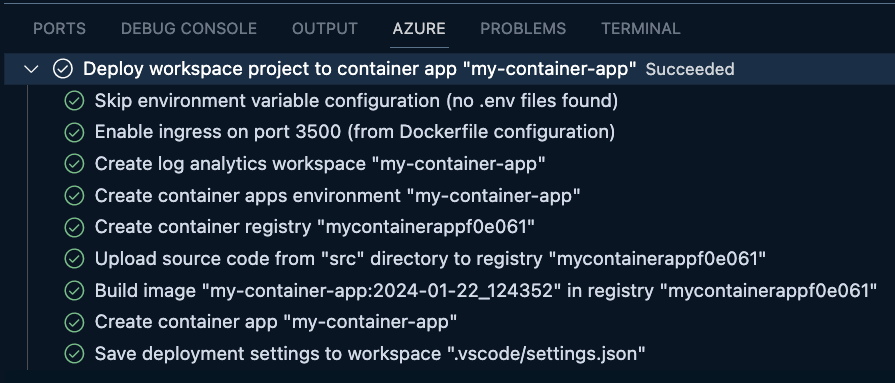 PORTS DEBUG CONSOLE OUTPUT AZURE PROBLEMS TERMINAL
Deploy workspace project to container app "my-container-app" Succeeded
Skip environment variable configuration (no .env files found)
Enable ingress on port 3500 (from Dockerfile configuration)
Create log analytics workspace "my-container-app"
Create container apps environment "my-container-app"
Create container registry "mycontainerappf0e061"
Upload source code from "src" directory to registry "mycontainerappf0e061"
Build image "my-container-app:2024-01-22_124352" in registry "mycontainerappf0e061"
Create container app "my-container-app"
Save deployment settings to workspace ".vscode/settings.json"